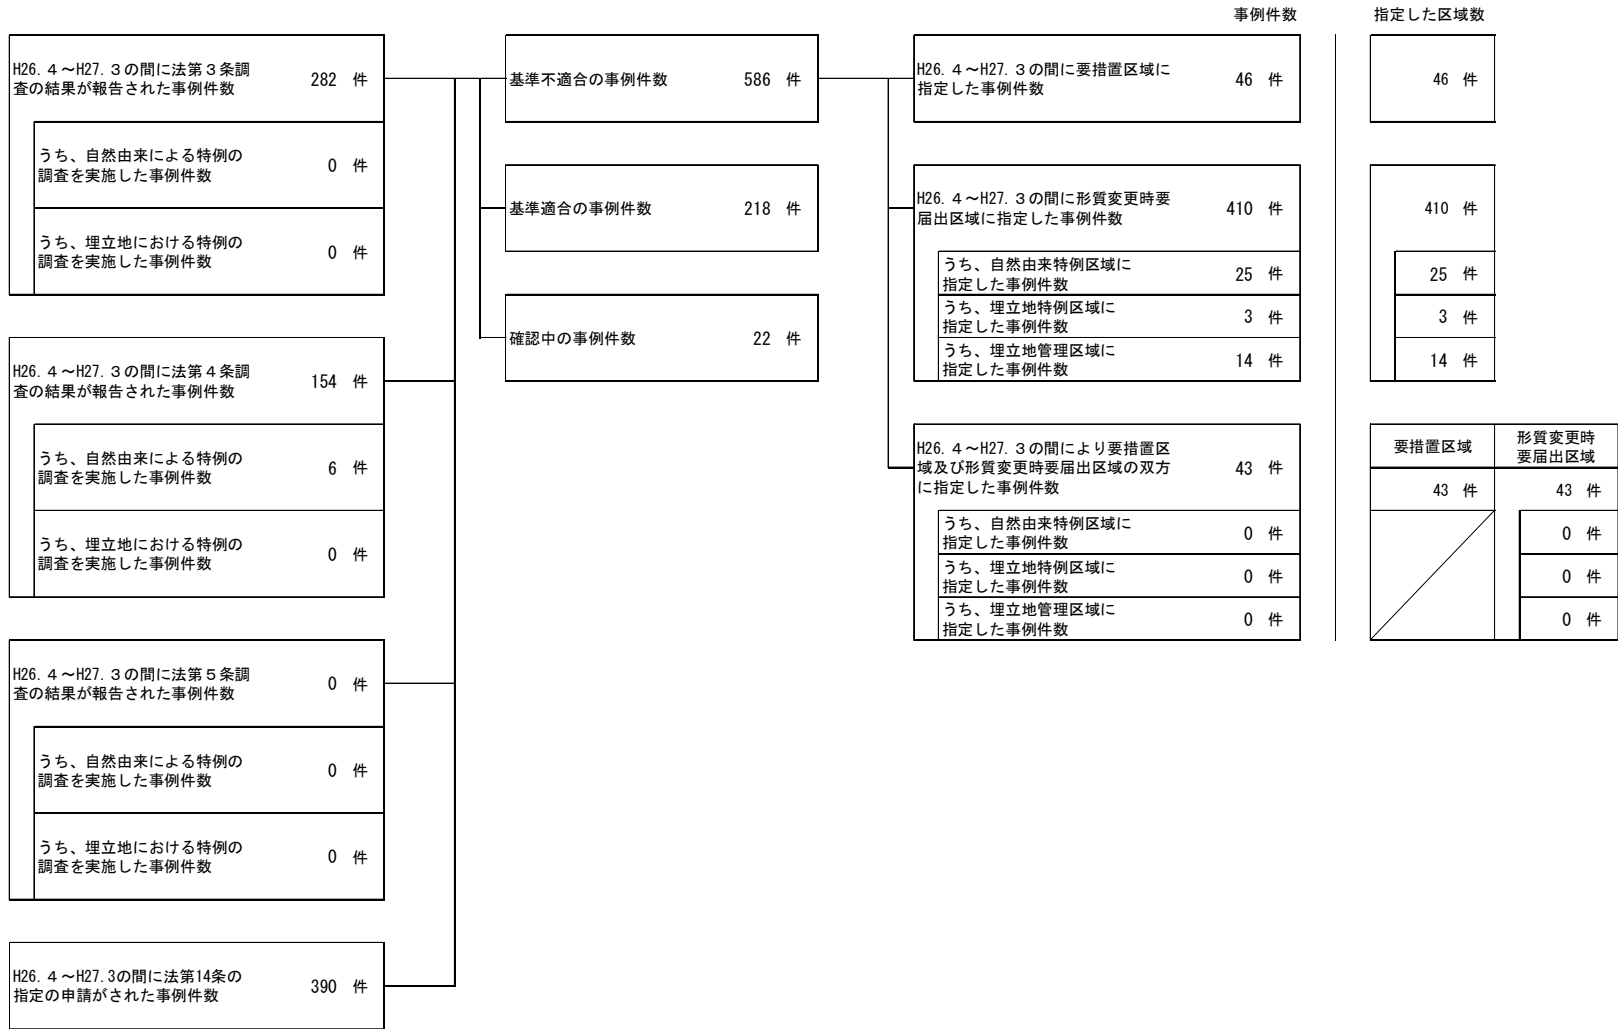 事例件数
指定した区域数
H26.４～H27.３の間に法第３条調
査の結果が報告された事例件数
282 件
うち、自然由来による特例の
調査を実施した事例件数
0 件
うち、埋立地における特例の
調査を実施した事例件数
0 件
H26.４～H27.３の間に法第４条調
査の結果が報告された事例件数
154 件
うち、自然由来による特例の
調査を実施した事例件数
6 件
うち、埋立地における特例の
調査を実施した事例件数
0 件
H26.４～H27.３の間に法第５条調
査の結果が報告された事例件数
0 件
うち、自然由来による特例の
調査を実施した事例件数
0 件
うち、埋立地における特例の
調査を実施した事例件数
0 件
H26.４～H27.3の間に法第14条の
指定の申請がされた事例件数
390 件
基準不適合の事例件数
586 件
基準適合の事例件数
218 件
確認中の事例件数
22 件
H26.４～H27.３の間に要措置区域に
指定した事例件数
46 件
46 件
H26.４～H27.３の間に形質変更時要
届出区域に指定した事例件数
410 件
410 件
うち、自然由来特例区域に
指定した事例件数
25 件
25 件
うち、埋立地特例区域に
指定した事例件数
3 件
3 件
うち、埋立地管理区域に
指定した事例件数
14 件
14 件
H26.４～H27.３の間により要措置区
域及び形質変更時要届出区域の双方
に指定した事例件数
43 件
要措置区域
形質変更時
要届出区域
43 件
43 件
うち、自然由来特例区域に
指定した事例件数
0 件
0 件
うち、埋立地特例区域に
指定した事例件数
0 件
0 件
うち、埋立地管理区域に
指定した事例件数
0 件
0 件